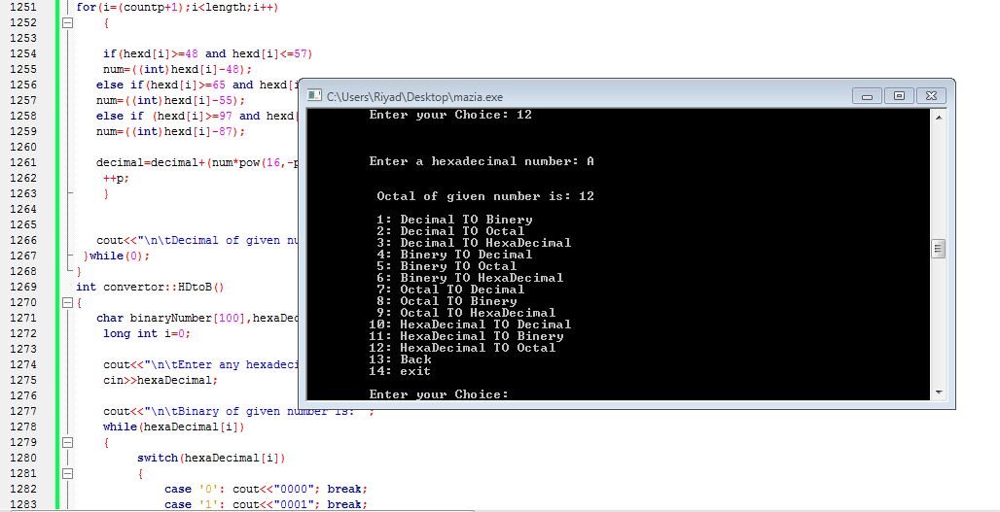 1251 for(i=(countp+1);i<length;i++)
1252 {
1253
1254 if(hexd[i]>=48 and hexd[i]<=57)
1255 num=((int)hexd[i]-48);
1256 else if(hexd[i]>=65 and hexd[i
1257 num=((int)hexd[i]-55);
1258 else if (hexd[i]>=97 and hexd[
1259 num=((int)hexd[i]-87);
1260
1261 decimal=decimal+(num*pow(16,-p
1262 ++p;
1263 }
1264
1265
1266 cout<<"\n\tDecimal of given nu
1267 }while(0);
1268 }
1269 int convertor::HDtoB()
1270 {
1271 char binaryNumber[100],hexaDec
1272 long int i=0;
1273
1274 cout<<"\n\tEnter any hexadeci
1275 cin>>hexaDecimal;
1276
1277 cout<<"\n\tBinary of given number is: ";
1278 while(hexaDecimal[i])
1279 {
1280 switch(hexaDecimal[i])
1281 {
1282 case '0': cout<<"0000"; break;
1283 case '1': cout<<"0001"; break;
C:\Users\Riyad\Desktop\mazia.exe
Enter your Choice: 12
Enter a hexadecimal number: A
Octal of given number is: 12
1: Decimal TO Binery
2: Decimal TO Octal
3: Decimal TO HexaDecimal
4: Binery TO Decimal
5: Binery TO Octal
6: Binery TO HexaDecimal
7: Octal TO Decimal
8: Octal TO Binery
9: Octal TO HexaDecimal
10: HexaDecimal TO Decimal
11: HexaDecimal TO Binery
12: HexaDecimal TO Octal
13: Back
14: exit
Enter your Choice: